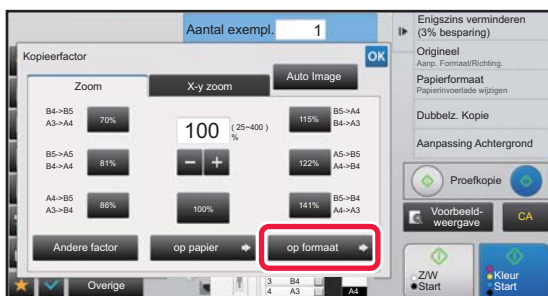 Aantal exempl. 1
Kopieerfactor
OK
Zoom
X-y zoom
Auto Image
B4->B5
A3->A4
70%
100
( 25~400 )
%
115%
B5->A4
B4->A3
B5->A5
B4->A4
81%
122%
A5->B5
A4->B4
A4->B5
A3->B4
86%
100%
141%
B5->B4
A4->A3
Andere factor
op papier
op formaat
Overige
3 B4
4 A3
A4
Enigszins verminderen
(3% besparing)
Origineel
Aanp. Formaat/Richting.
Papierformaat
Papierinvoerlade wijzigen
Dubbelz. Kopie
Aanpassing Achtergrond
Proefkopie
Voorbeeld-
weergave
CA
Z/W
Start
Kleur
Start